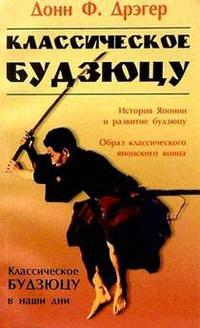 Донн Ф. Дрэгер
КЛАССИЧЕСКОЕ
БУДЗЮЦУ
История Японии
и развитие будзюцу
Образ классического
японского воина
Классическое
БУДЗЮЦУ
в наши дни